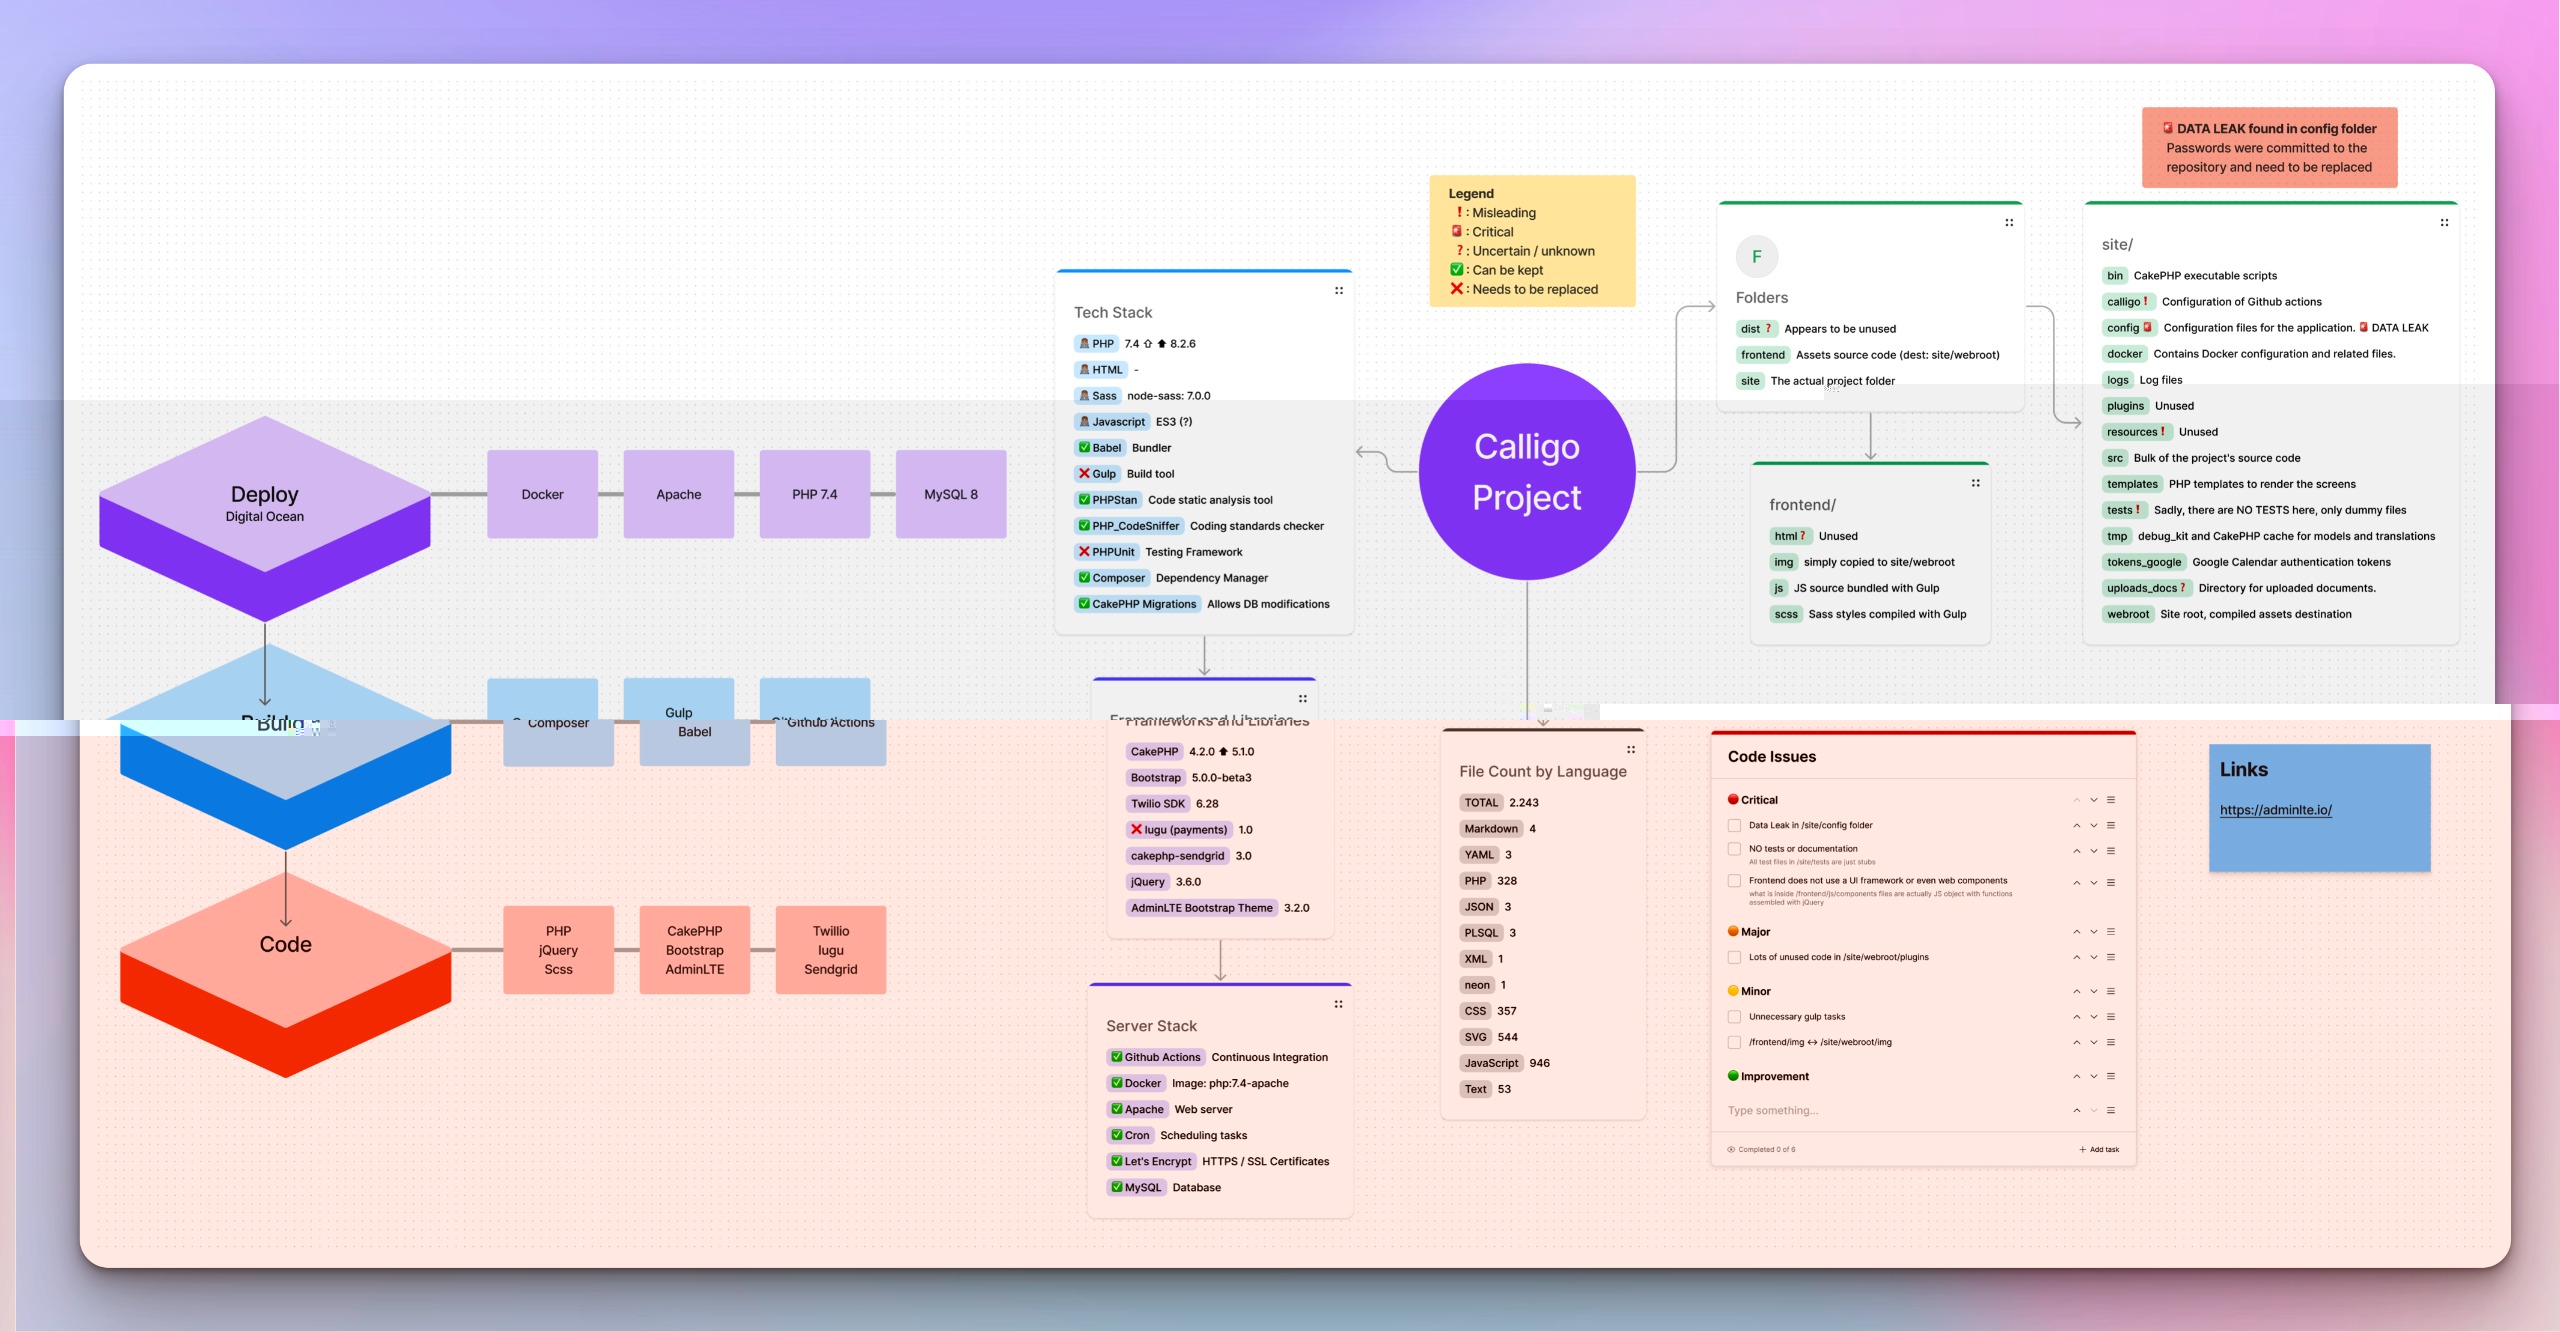 🚨 DATA LEAK found in config folder
Passwords were committed to the
repository and need to be replaced
Legend
❗: Misleading
🚨: Critical
❓: Uncertain / unknown
✅: Can be kept
❌: Needs to be replaced
Deploy
Digital Ocean
Docker
Apache
PHP 7.4
MySQL 8
Build
Composer
Gulp
Babel
Github Actions
Code
PHP
jQuery
Scss
CakePHP
Bootstrap
AdminLTE
Twillio
Iugu
Sendgrid
Tech Stack
PHP 7.4 ⇧ ⬆ 8.2.6
HTML -
Sass node-sass: 7.0.0
Javascript ES3 (?)
✅ Babel Bundler
❌ Gulp Build tool
✅ PHPStan Code static analysis tool
✅ PHP_CodeSniffer Coding standards checker
❌ PHPUnit Testing Framework
✅ Composer Dependency Manager
✅ CakePHP Migrations Allows DB modifications
Frameworks and Libraries
CakePHP 4.2.0 ⬆ 5.1.0
Bootstrap 5.0.0-beta3
Twilio SDK 6.28
❌ Iugu (payments) 1.0
cakephp-sendgrid 3.0
jQuery 3.6.0
AdminLTE Bootstrap Theme 3.2.0
Server Stack
✅ Github Actions Continuous Integration
✅ Docker Image: php:7.4-apache
✅ Apache Web server
✅ Cron Scheduling tasks
✅ Let's Encrypt HTTPS / SSL Certificates
✅ MySQL Database
Calligo
Project
File Count by Language
TOTAL 2.243
Markdown 4
YAML 3
PHP 328
JSON 3
PLSQL 3
XML 1
neon 1
CSS 357
SVG 544
JavaScript 946
Text 53
F
Folders
dist ❓ Appears to be unused
frontend Assets source code (dest: site/webroot)
site The actual project folder
frontend/
html ❓ Unused
img simply copied to site/webroot
js JS source bundled with Gulp
scss Sass styles compiled with Gulp
site/
bin CakePHP executable scripts
calligo ❗ Configuration of Github actions
config 🚨 Configuration files for the application. 🚨 DATA LEAK
docker Contains Docker configuration and related files.
logs Log files
plugins Unused
resources ❗ Unused
src Bulk of the project's source code
templates PHP templates to render the screens
tests ❗ Sadly, there are NO TESTS here, only dummy files
tmp debug_kit and CakePHP cache for models and translations
tokens_google Google Calendar authentication tokens
uploads_docs ❓ Directory for uploaded documents.
webroot Site root, compiled assets destination
Code Issues
🔴 Critical
Data Leak in /site/config folder
NO tests or documentation
All test files in /site/tests are just stubs
Frontend does not use a UI framework or even web components
what is inside /frontend/js/components files are actually JS object with functions
assembled with jQuery
🟠 Major
Lots of unused code in /site/webroot/plugins
🟡 Minor
Unnecessary gulp tasks
/frontend/img ↔ /site/webroot/img
🟢 Improvement
Type something...
Completed 0 of 6
+ Add task
Links
https://adminlte.io/